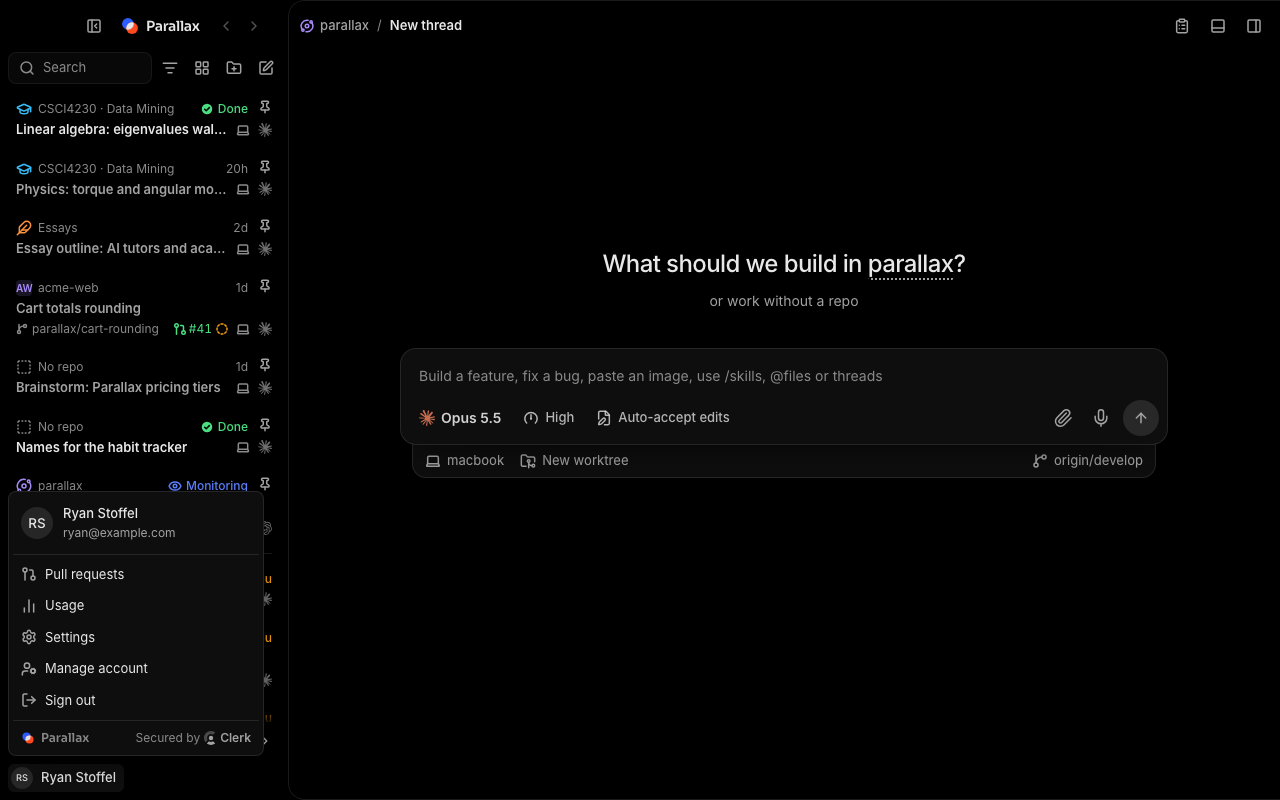 Parallax
parallax / New thread
Search
CSCI4230 · Data Mining Done
Linear algebra: eigenvalues wal...
CSCI4230 · Data Mining 20h
Physics: torque and angular mo...
Essays 2d
Essay outline: AI tutors and aca...
AW acme-web 1d
Cart totals rounding
parallax/cart-rounding #41
No repo 1d
Brainstorm: Parallax pricing tiers
No repo Done
Names for the habit tracker
parallax Monitoring
RS Ryan Stoffel
ryan@example.com
Pull requests
Usage
Settings
Manage account
Sign out
Parallax Secured by Clerk
RS Ryan Stoffel
What should we build in parallax?
or work without a repo
Build a feature, fix a bug, paste an image, use /skills, @files or threads
Opus 5.5 High Auto-accept edits
macbook New worktree origin/develop